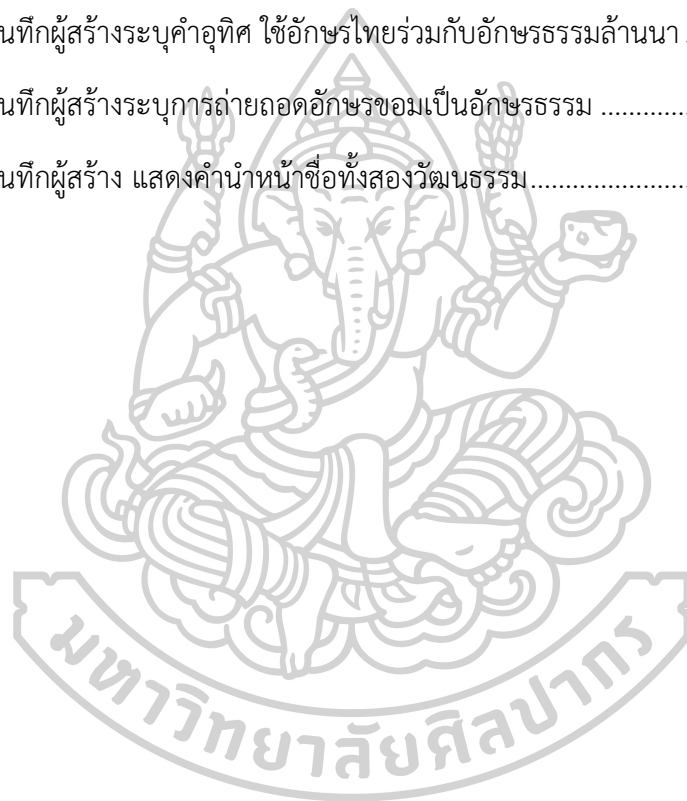 นทึกผู้สร้างระบุคำอุทิศ ใช้อักษรไทยร่วมกับอักษรธรรมล้านนา .
นทึกผู้สร้างระบุการถ่ายถอดอักษรขอมเป็นอักษรธรรม .............
นทึกผู้สร้าง แสดงคำนำหน้าชื่อทั้งสองวัฒนธรรม.......................
มหาวิทยาลัยศิลปากร